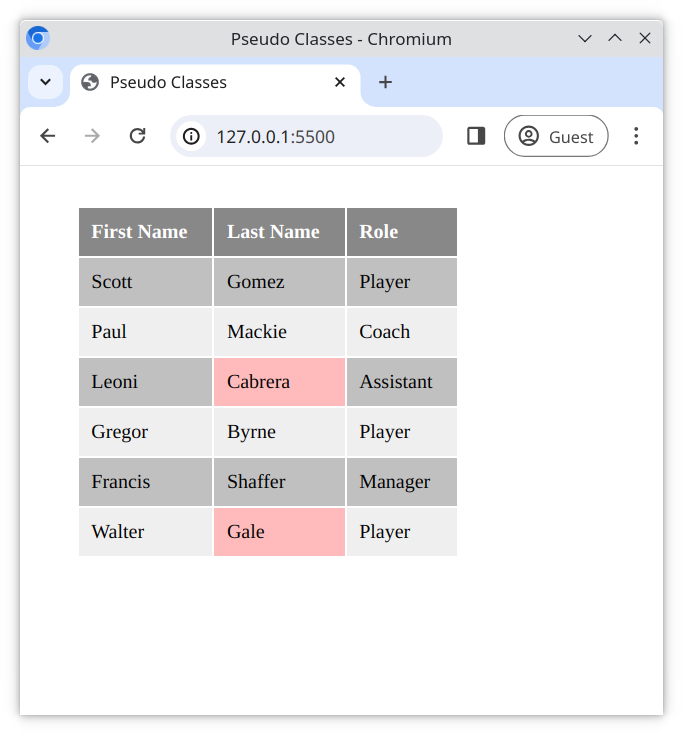 Pseudo Classes - Chromium
Pseudo Classes
127.0.0.1:5500
Guest
First Name Last Name Role
Scott Gomez Player
Paul Mackie Coach
Leoni Cabrera Assistant
Gregor Byrne Player
Francis Shaffer Manager
Walter Gale Player